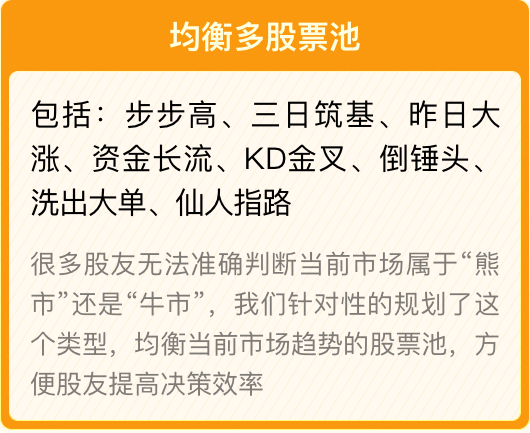 均衡多股票池
包括：步步高、三日筑基、昨日大
涨、资金长流、KD金叉、倒锤头、
洗出大单、仙人指路
很多股友无法准确判断当前市场属于“熊
市”还是“牛市”，我们针对性的规划了这
个类型，均衡当前市场趋势的股票池，方
便股友提高决策效率